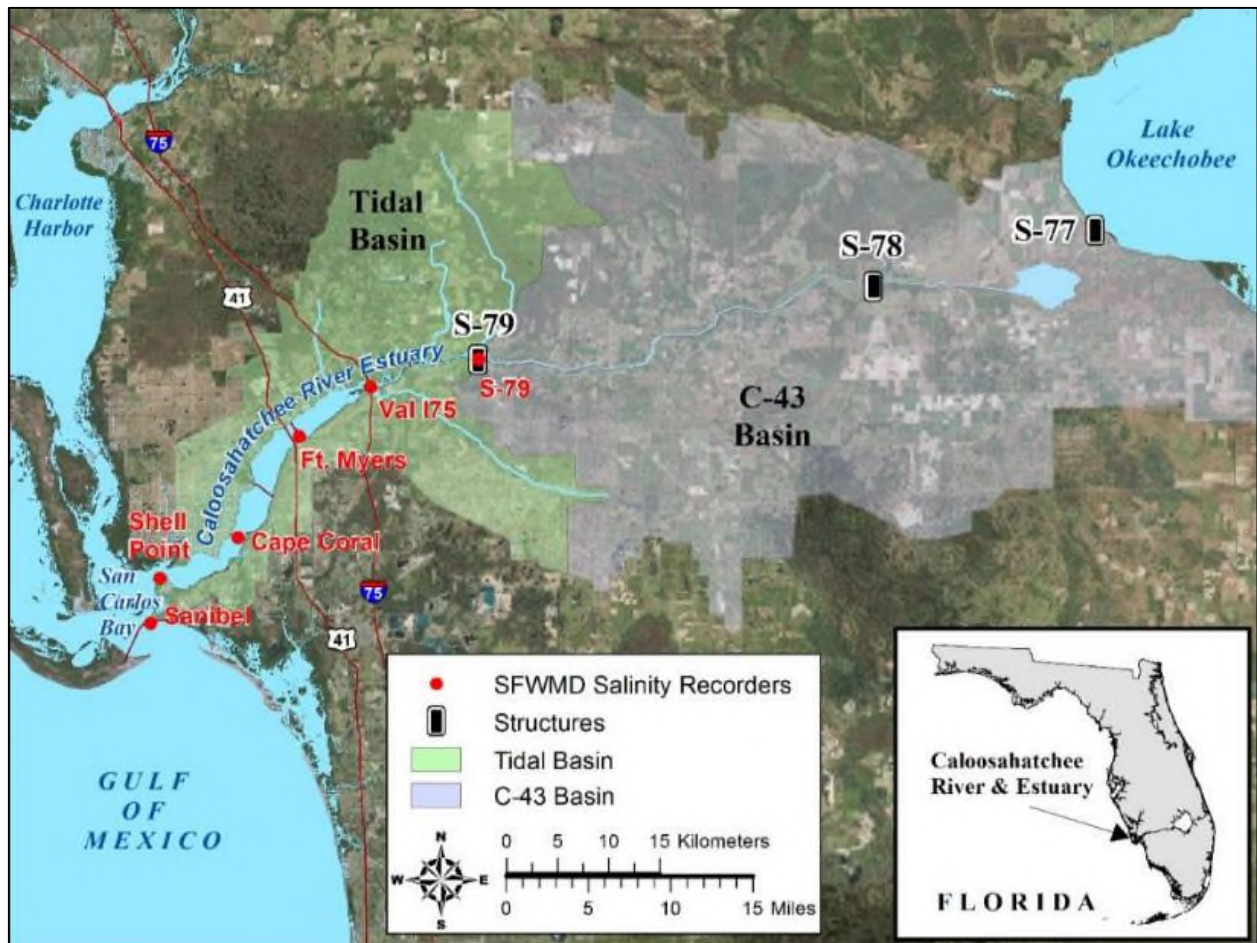 75
Lake
Okeechobee
Charlotte
Harbor
Tidal
Basin
S-77
S-78
41
S-79
S-79
Caloosahatchee River Estuary
Val I75
C-43
Basin
Ft. Myers
Shell
Point
Cape Coral
San
Carlos
Bay
Sanibel
75
41
GULF
OF
MEXICO
SFWMD Salinity Recorders
Structures
Tidal Basin
C-43 Basin
N
W
E
S
0 5 10 15 Kilometers
0 5 10 15 Miles
Caloosahatchee
River & Estuary
FLORIDA